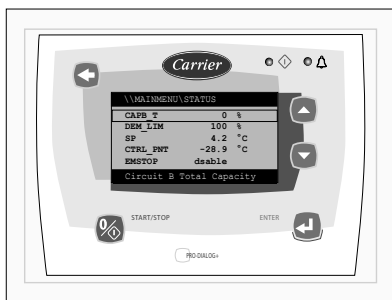 Carrier
\\MAINMENU\STATUS
CAPB_T 0 %
DEM_LIM 100 %
SP 4.2 °C
CTRL_PNT -28.9 °C
EMSTOP dsable
Circuit B Total Capacity
START/STOP
ENTER
PRO-DIALOG+